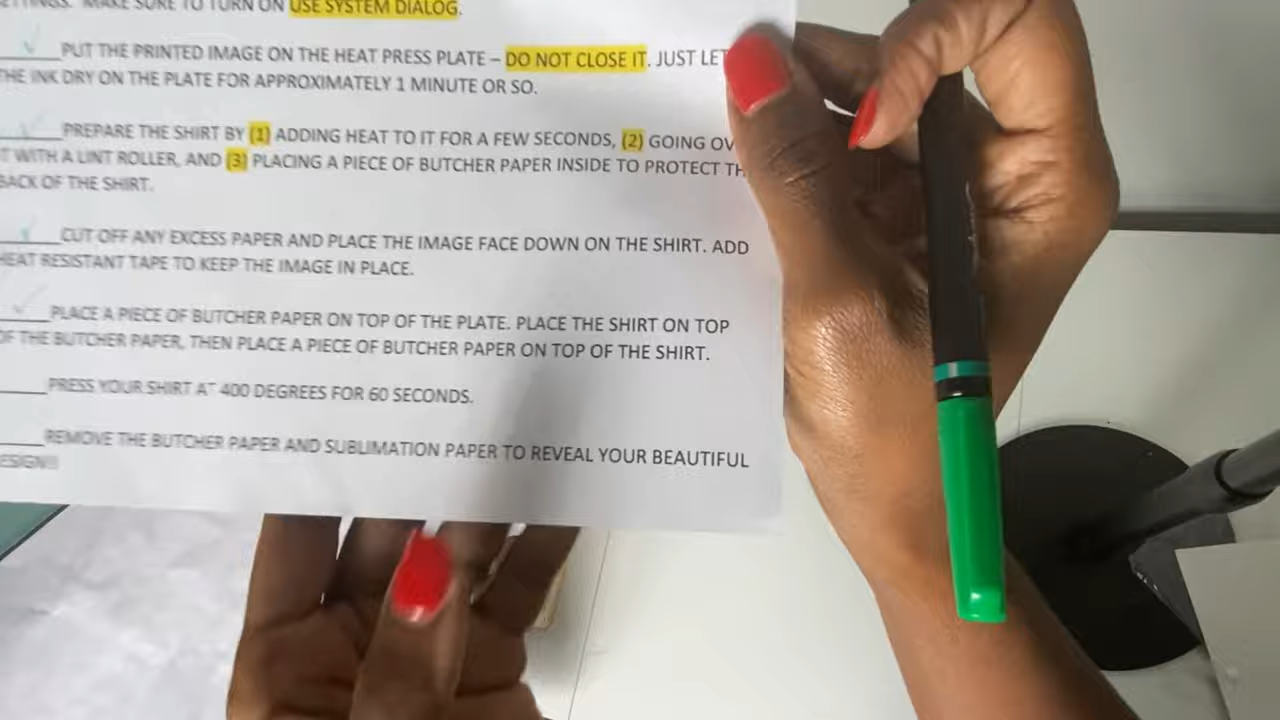 MAKE SURE TO TURN ON USE SYSTEM DIALOG.
PUT THE PRINTED IMAGE ON THE HEAT PRESS PLATE – DO NOT CLOSE IT. JUST LET
THE INK DRY ON THE PLATE FOR APPROXIMATELY 1 MINUTE OR SO.
PREPARE THE SHIRT BY (1) ADDING HEAT TO IT FOR A FEW SECONDS, (2) GOING OV
IT WITH A LINT ROLLER, AND (3) PLACING A PIECE OF BUTCHER PAPER INSIDE TO PROTECT TH
BACK OF THE SHIRT.
CUT OFF ANY EXCESS PAPER AND PLACE THE IMAGE FACE DOWN ON THE SHIRT. ADD
HEAT RESISTANT TAPE TO KEEP THE IMAGE IN PLACE.
PLACE A PIECE OF BUTCHER PAPER ON TOP OF THE PLATE. PLACE THE SHIRT ON TOP
OF THE BUTCHER PAPER, THEN PLACE A PIECE OF BUTCHER PAPER ON TOP OF THE SHIRT.
PRESS YOUR SHIRT AT 400 DEGREES FOR 60 SECONDS.
REMOVE THE BUTCHER PAPER AND SUBLIMATION PAPER TO REVEAL YOUR BEAUTIFUL
ESIGN!!!